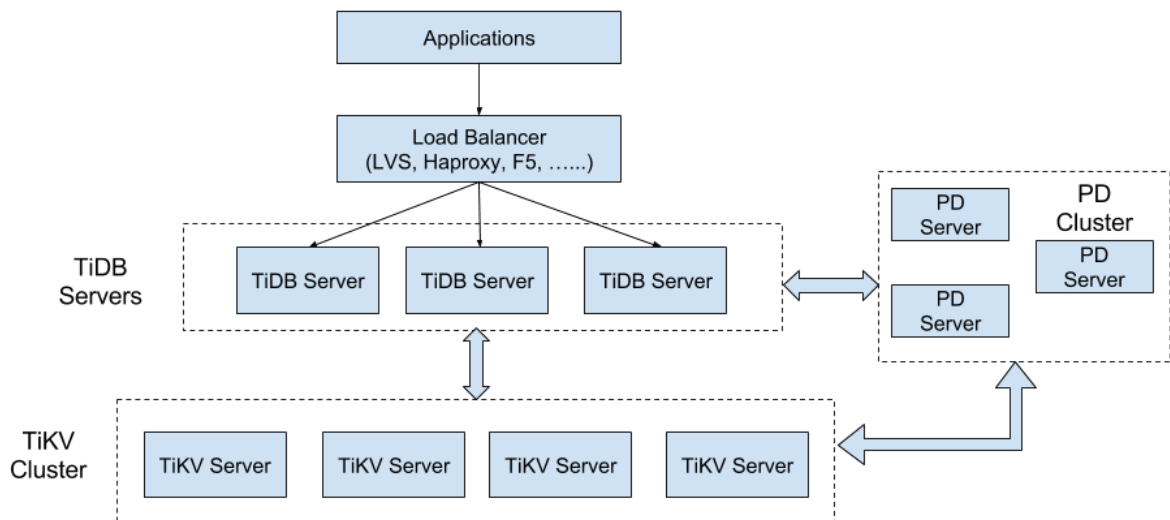 Applications
Load Balancer
(LVS, Haproxy, F5, …...)
PD
Server
PD
Cluster
PD
Server
PD
Server
TiDB
Servers
TiDB Server
TiDB Server
TiDB Server
TiKV
Cluster
TiKV Server
TiKV Server
TiKV Server
TiKV Server